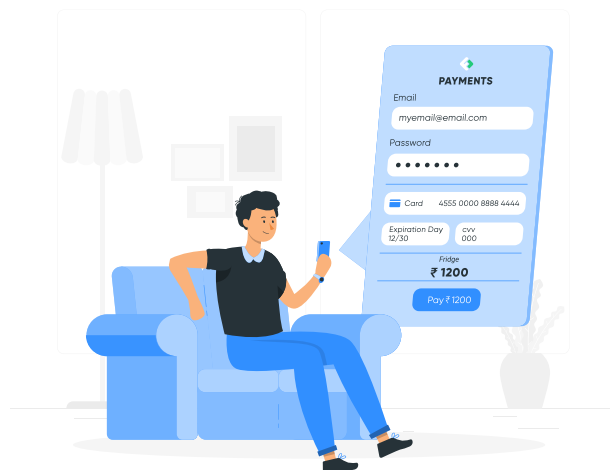 PAYMENTS
Email
myemail@email.com
Password
Card 4555 0000 8888 4444
Expiration Day
12/30
cvv
000
Fridge
₹ 1200
Pay ₹ 1200